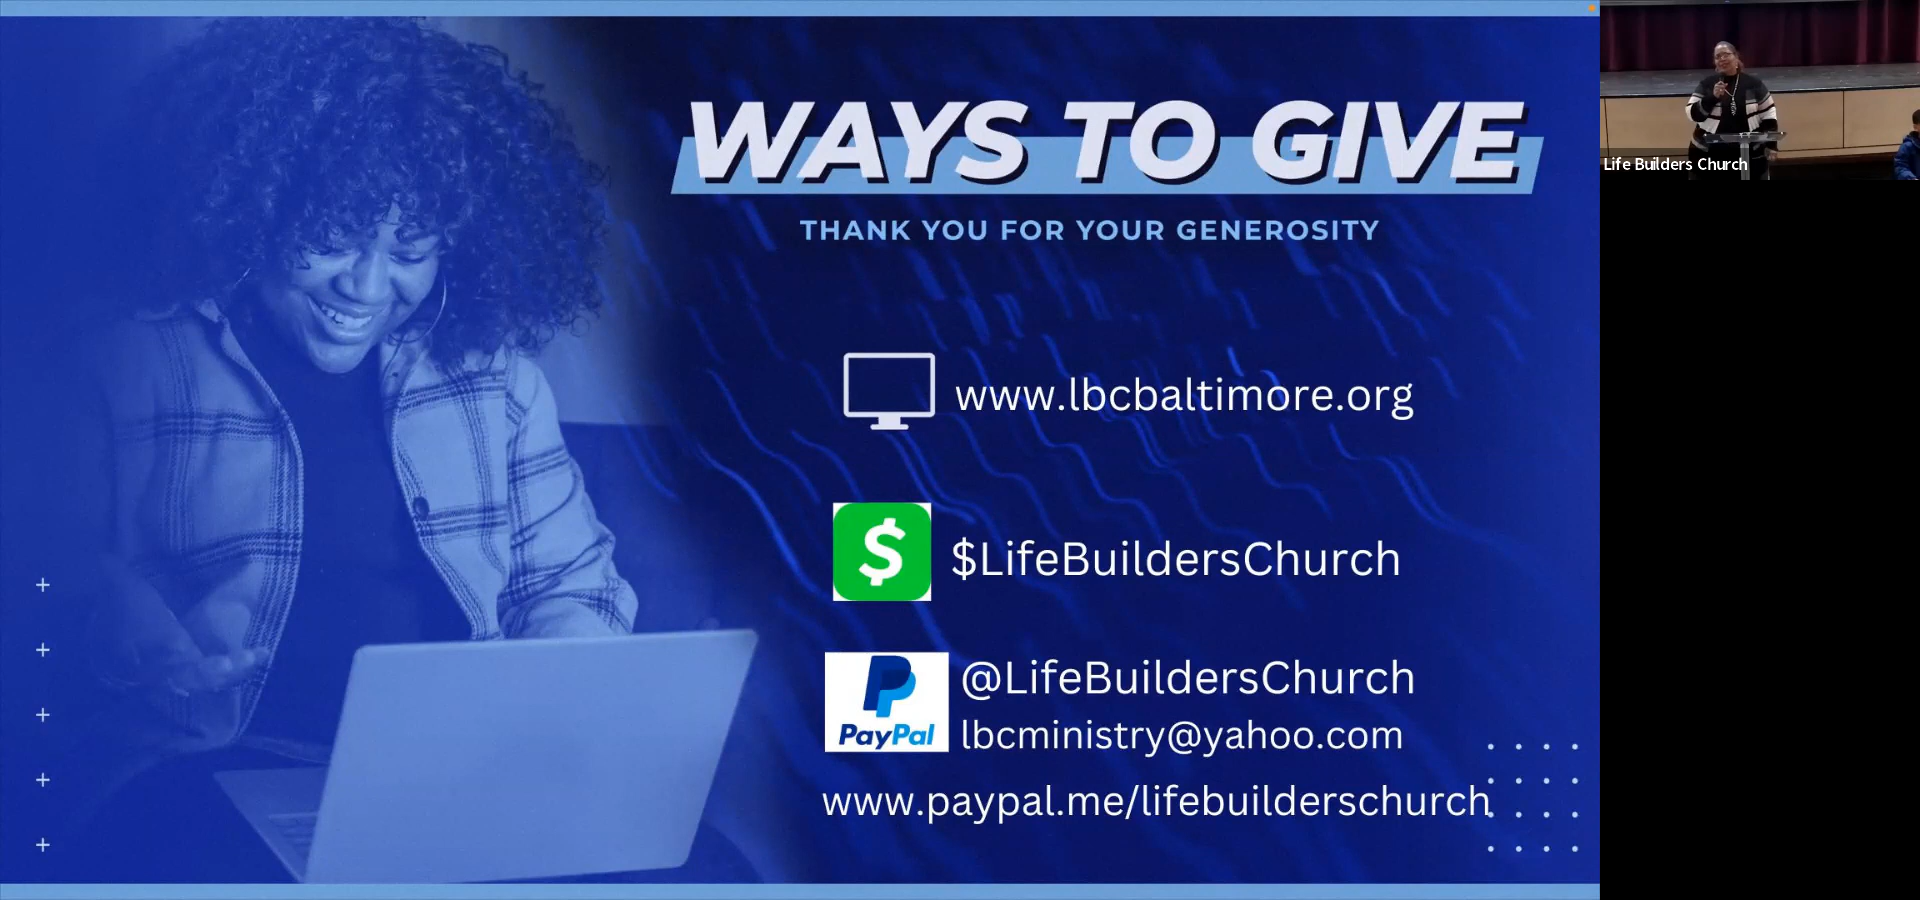 WAYS TO GIVE
THANK YOU FOR YOUR GENEROSITY
www.lbcbaltimore.org
$
$LifeBuildersChurch
PayPal
@LifeBuildersChurch
lbcministry@yahoo.com
www.paypal.me/lifebuilderschurch
Life Builders Church